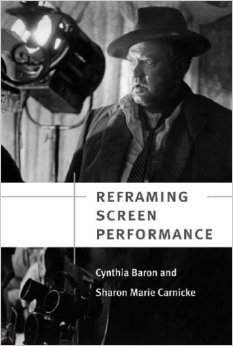 REFRAMING
SCREEN
PERFORMANCE
Cynthia Baron and
Sharon Marie Carnicke